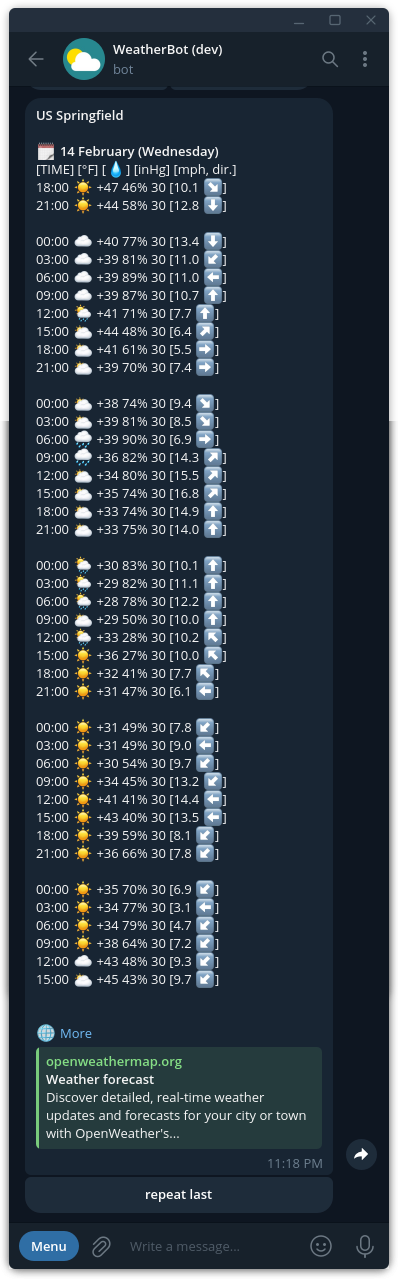 WeatherBot (dev)
bot
US Springfield
14 February (Wednesday)
[TIME] [°F] [💧] [inHg] [mph, dir.]
18:00 ☀️ +47 46% 30 [10.1 ↘️]
21:00 ☀️ +44 58% 30 [12.8 ⬇️]
00:00 ☁️ +40 77% 30 [13.4 ⬇️]
03:00 ☁️ +39 81% 30 [11.0 ↙️]
06:00 ☁️ +39 89% 30 [11.0 ⬅️]
09:00 ☁️ +39 87% 30 [10.7 ⬆️]
12:00 🌦 +41 71% 30 [7.7 ⬆️]
15:00 🌥 +44 48% 30 [6.4 ↗️]
18:00 🌥 +41 61% 30 [5.5 ➡️]
21:00 🌥 +39 70% 30 [7.4 ➡️]
00:00 🌥 +38 74% 30 [9.4 ↘️]
03:00 🌥 +39 81% 30 [8.5 ↘️]
06:00 🌧 +39 90% 30 [6.9 ➡️]
09:00 🌧 +36 82% 30 [14.3 ↗️]
12:00 🌥 +34 80% 30 [15.5 ↗️]
15:00 🌥 +35 74% 30 [16.8 ↗️]
18:00 🌥 +33 74% 30 [14.9 ⬆️]
21:00 🌥 +33 75% 30 [14.0 ⬆️]
00:00 🌦 +30 83% 30 [10.1 ⬆️]
03:00 🌦 +29 82% 30 [11.1 ⬆️]
06:00 🌦 +28 78% 30 [12.2 ⬆️]
09:00 🌥 +29 50% 30 [10.0 ⬆️]
12:00 🌦 +33 28% 30 [10.2 ↖️]
15:00 ☀️ +36 27% 30 [10.0 ↖️]
18:00 ☀️ +32 41% 30 [7.7 ↖️]
21:00 ☀️ +31 47% 30 [6.1 ⬅️]
00:00 ☀️ +31 49% 30 [7.8 ↙️]
03:00 ☀️ +31 49% 30 [9.0 ⬅️]
06:00 ☀️ +30 54% 30 [9.7 ↙️]
09:00 ☀️ +34 45% 30 [13.2 ↙️]
12:00 ☀️ +41 41% 30 [14.4 ⬅️]
15:00 ☀️ +43 40% 30 [13.5 ⬅️]
18:00 ☀️ +39 59% 30 [8.1 ↙️]
21:00 ☀️ +36 66% 30 [7.8 ↙️]
00:00 ☀️ +35 70% 30 [6.9 ↙️]
03:00 ☀️ +34 77% 30 [3.1 ⬅️]
06:00 ☀️ +34 79% 30 [4.7 ↙️]
09:00 ☀️ +38 64% 30 [7.2 ↙️]
12:00 ☁️ +43 48% 30 [9.3 ↙️]
15:00 🌥 +45 43% 30 [9.7 ↙️]
More
openweathermap.org
Weather forecast
Discover detailed, real-time weather
updates and forecasts for your city or town
with OpenWeather's...
11:18 PM
repeat last
Menu
Write a message...